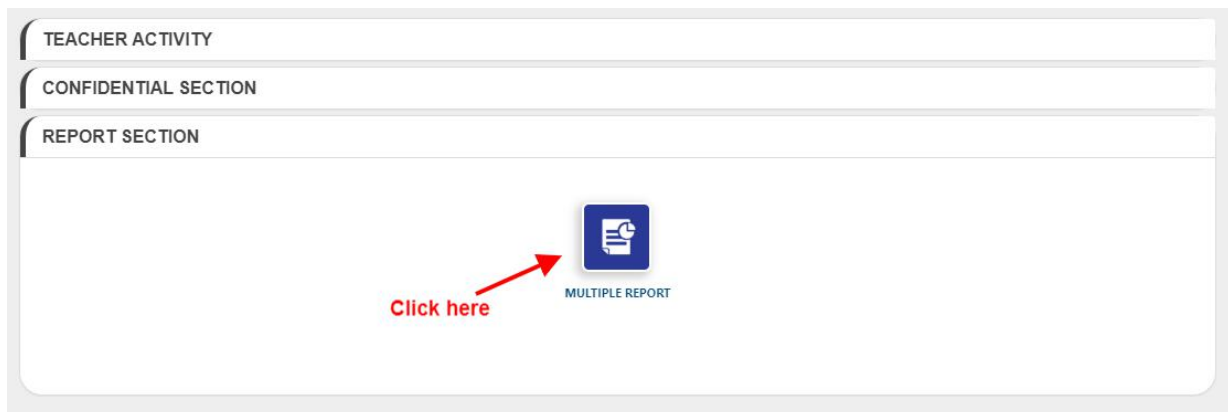 TEACHER ACTIVITY
CONFIDENTIAL SECTION
REPORT SECTION
MULTIPLE REPORT
Click here